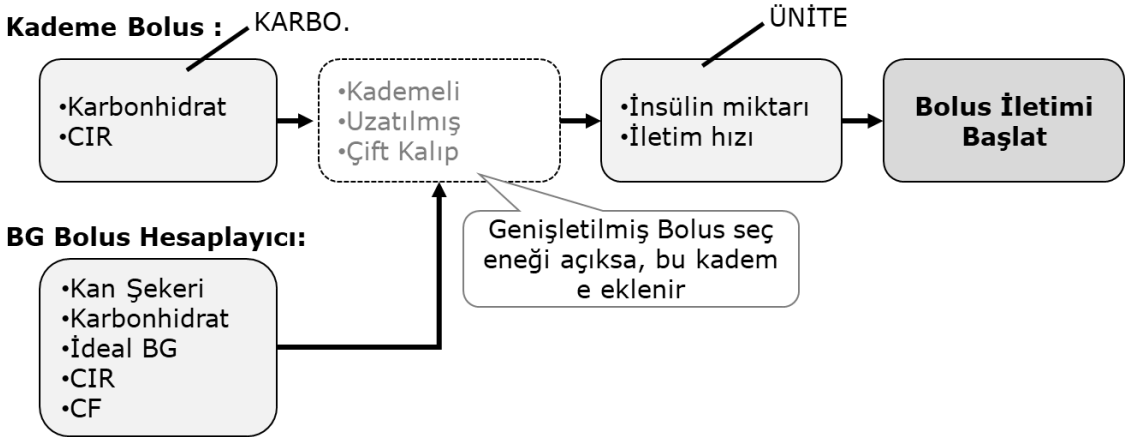 Kademe Bolus :
KARBO.
ÜNİTE
•Karbonhidrat
•CIR
•Kademeli
•Uzatılmış
•Çift Kalıp
•İnsülin miktarı
•İletim hızı
Bolus İletimi
Başlat
Genişletilmiş Bolus seç
eneği açıksa, bu kadem
e eklenir
BG Bolus Hesaplayıcı:
•Kan Şekeri
•Karbonhidrat
•İdeal BG
•CIR
•CF